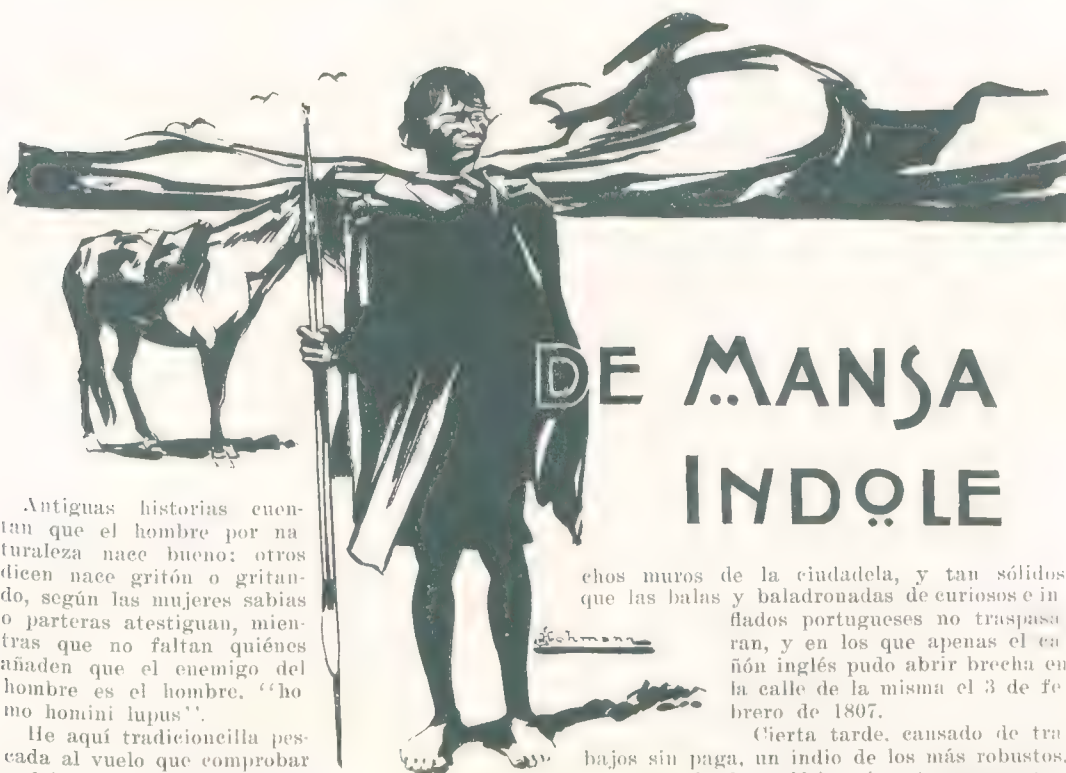 DE MANSA
INDOLE
Antiguas historias cuen-
tan que el hombre por na
turaleza nace bueno: otros
dicen nace gritón o gritan-
do, según las mujeres sabias
o parteras atestiguan, mien-
tras que no faltan quiénes
añaden que el enemigo del
hombre es el hombre. "ho
mo homini lupus".
He aquí tradicioncilla pes-
cada al vuelo que comprobar
chos muros de la ciudadela, y tan sólidos
que las balas y baladronadas de curiosos e in
flados portugueses no traspasa
ran, y en los que apenas el ca
ñón inglés pudo abrir brecha en
la calle de la misma el 3 de fe
brero de 1807.
Cierta tarde. cansado de tra
bajos sin paga, un indio de los más robustos,